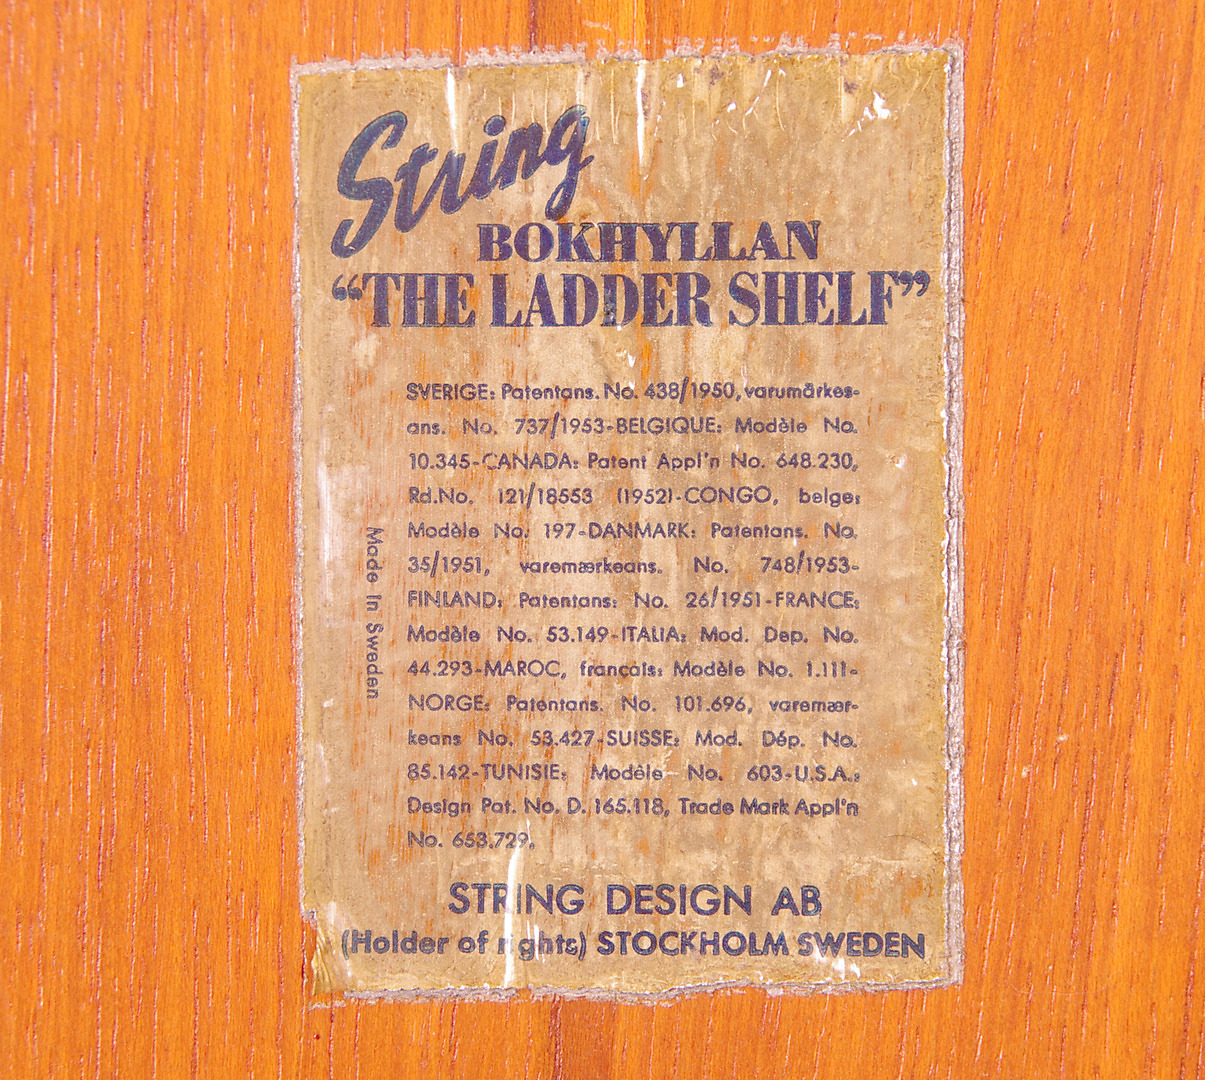 String
BOKHYLLAN
“THE LADDER SHELF”
SVERIGE: Patentans. No. 438/1950, varumärkes-
ans. No. 737/1953-BELGIQUE: Modèle No.
10.345-CANADA: Patent Appl'n No. 648.230,
Rd.No. 121/18553 (1952)-CONGO, belge:
Modèle No. 197-DANMARK: Patentans. No.
35/1951, varemærkeans. No. 748/1953-
FINLAND: Patentans: No. 26/1951-FRANCE:
Modèle No. 53.149-ITALIA: Mod. Dep. No.
44.293-MAROC, français: Modèle No. 1.111-
NORGE: Patentans. No. 101.696, varemær-
keans No. 53.427-SUISSE: Mod. Dép. No.
85.142-TUNISIE: Modèle No. 603-U.S.A.:
Design Pat. No. D. 165.118, Trade Mark Appl'n
No. 653.729.
Made in Sweden
STRING DESIGN AB
(Holder of rights) STOCKHOLM SWEDEN